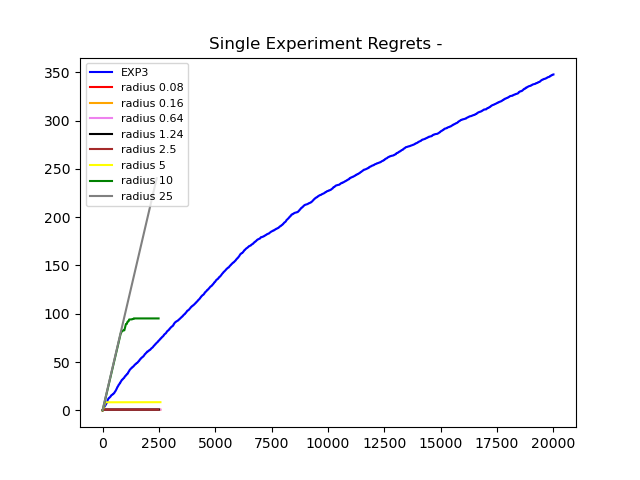 Single Experiment Regrets -
350
300
250
200
150
100
50
0
EXP3
radius 0.08
radius 0.16
radius 0.64
radius 1.24
radius 2.5
radius 5
radius 10
radius 25
0 2500 5000 7500 10000 12500 15000 17500 20000